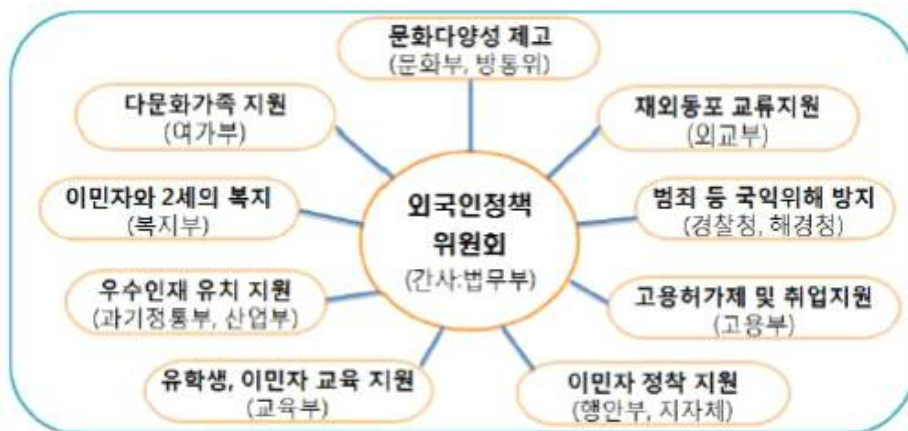 문화다양성 제고
(문화부, 방통위)
다문화가족 지원
(여가부)
재외동포 교류지원
(외교부)
이민자와 2세의 복지
(복지부)
외국인정책
위원회
(간사:법무부)
범죄 등 국익위해 방지
(경찰청, 해경청)
우수인재 유치 지원
(과기정통부, 산업부)
고용허가제 및 취업지원
(고용부)
유학생, 이민자 교육 지원
(교육부)
이민자 정착 지원
(행안부, 지자체)